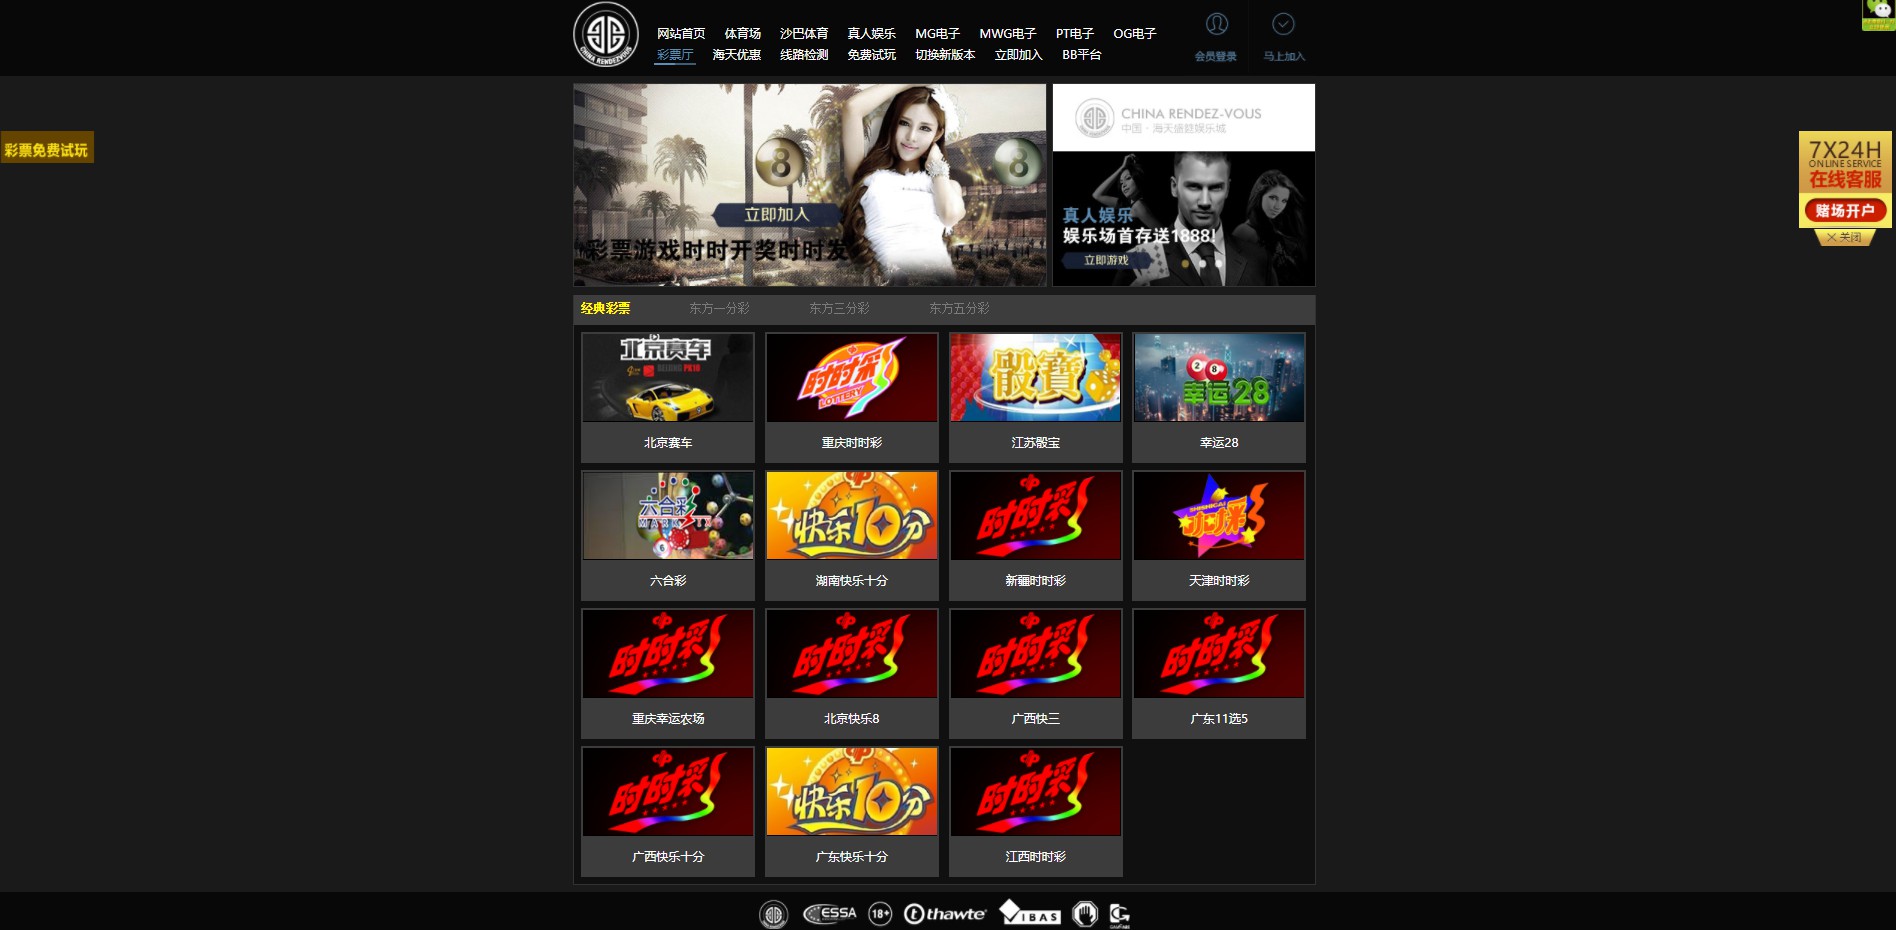 CHINA RENDEZVOUS
网站首页 体育场 沙巴体育 真人娱乐 MG电子 MWG电子 PT电子 OG电子
彩票厅 海天优惠 线路检测 免费试玩 切换新版本 立即加入 BB平台
会员登录 马上加入
彩票免费试玩
8 8
立即加入
彩票游戏时时开奖时时发
CHINA RENDEZ-VOUS
中国·海天盛筵娱乐城
真人娱乐
娱乐场首存送1888!
立即游戏
7X24H
ONLINE SERVICE
在线客服
赌场开户
关闭
经典彩票 东方一分彩 东方三分彩 东方五分彩
北京赛车
BEIJING PK10
时时彩
LOTTERY
骰寶
2 8
幸运28
北京赛车 重庆时时彩 江苏骰宝 幸运28
六合彩
MARK SIX
6
快乐10分
时时彩
SHISHICAI
时时彩
六合彩 湖南快乐十分 新疆时时彩 天津时时彩
时时彩 时时彩 时时彩 时时彩
重庆幸运农场 北京快乐8 广西快三 广东11选5
时时彩 快乐10分 时时彩
广西快乐十分 广东快乐十分 江西时时彩
ESSA 18+ thawte VIBAS